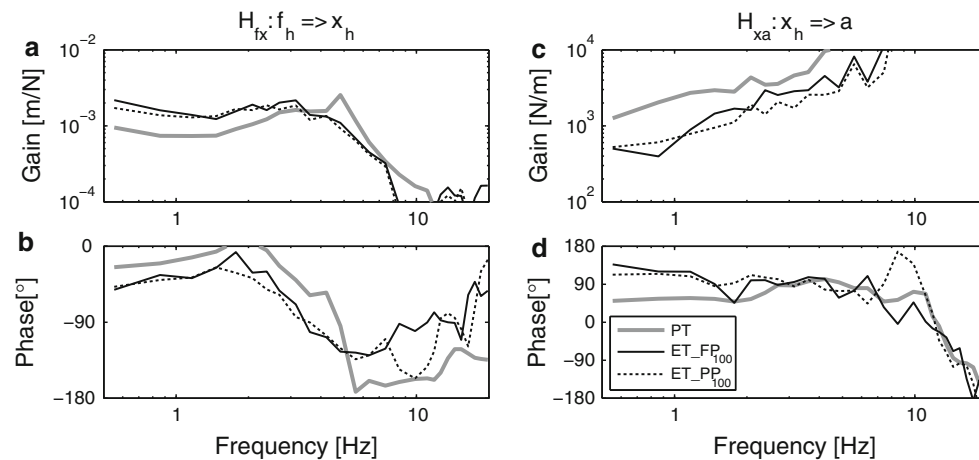 H_fx: f_h => x_h
a
10^-2
10^-3
10^-4
Gain [m/N]
1
10
b
0
-90
-180
Phase[°]
1
10
Frequency [Hz]
H_xa: x_h => a
c
10^4
10^3
10^2
Gain [N/m]
1
10
d
180
90
0
-90
-180
Phase[°]
PT
ET_FP_100
ET_PP_100
1
10
Frequency [Hz]